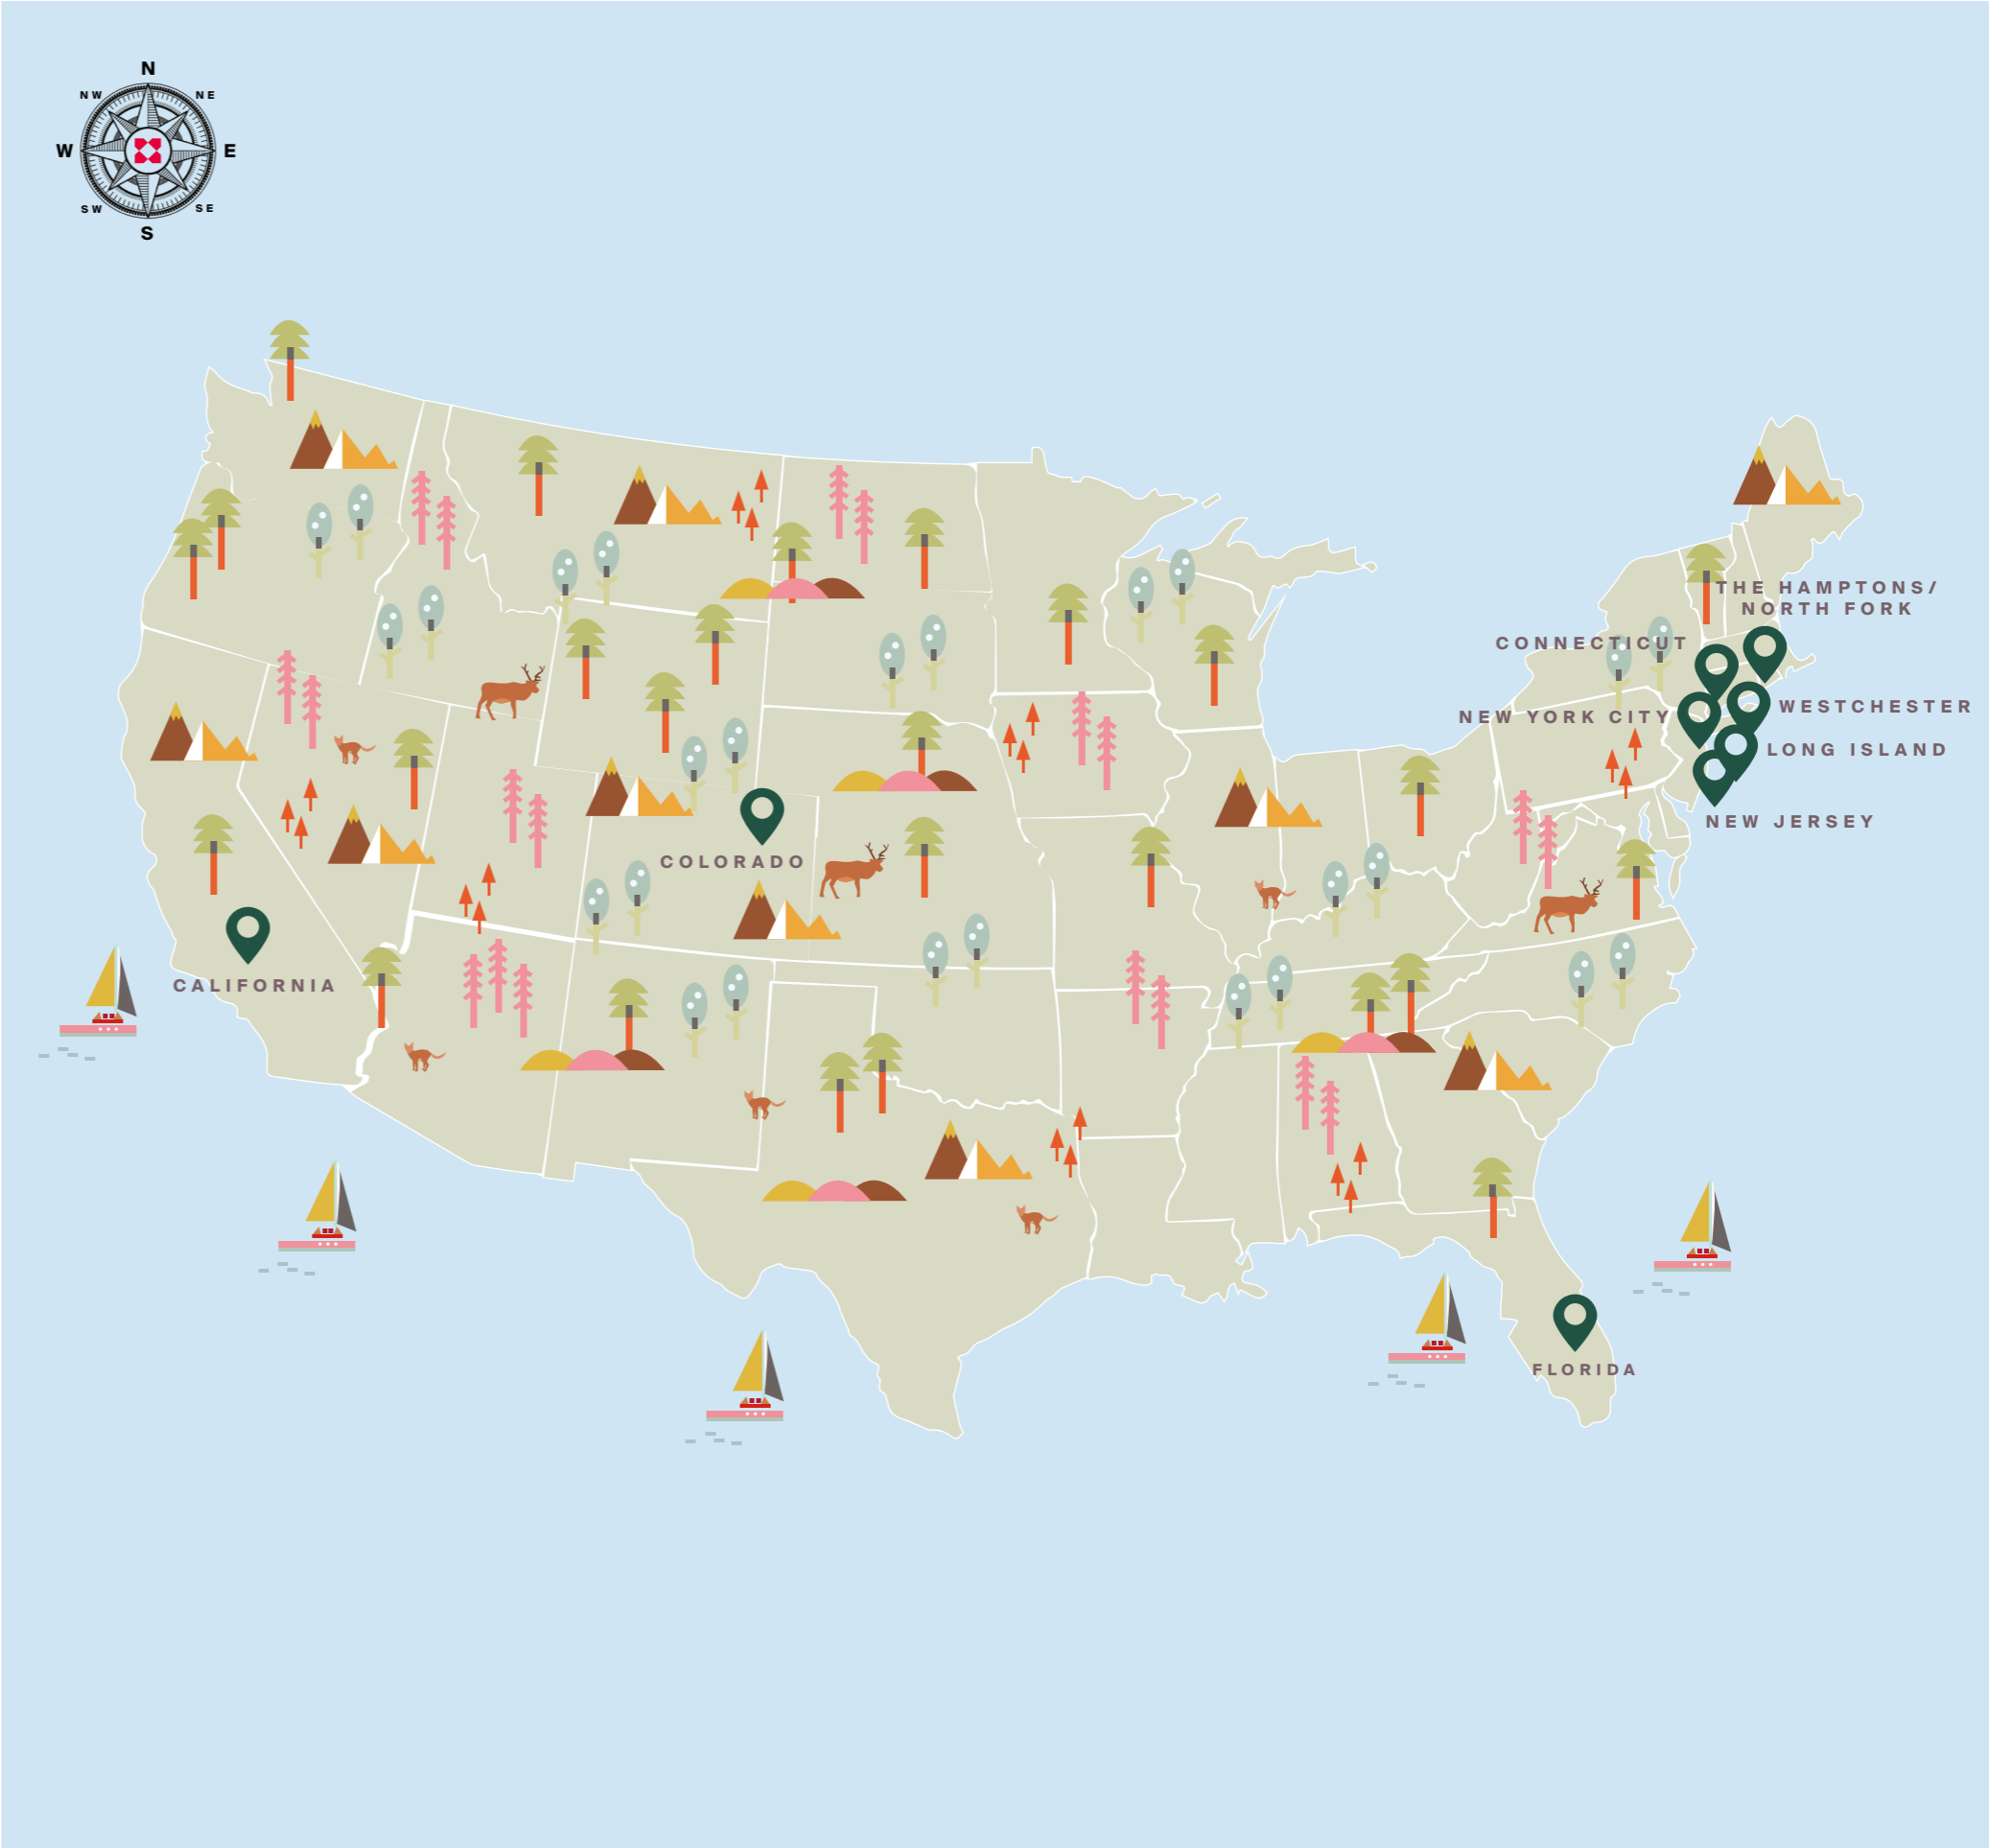 N
NW
NE
W
E
SW
SE
S
THE HAMPTONS/
NORTH FORK
CONNECTICUT
WESTCHESTER
NEW YORK CITY
LONG ISLAND
NEW JERSEY
COLORADO
CALIFORNIA
FLORIDA